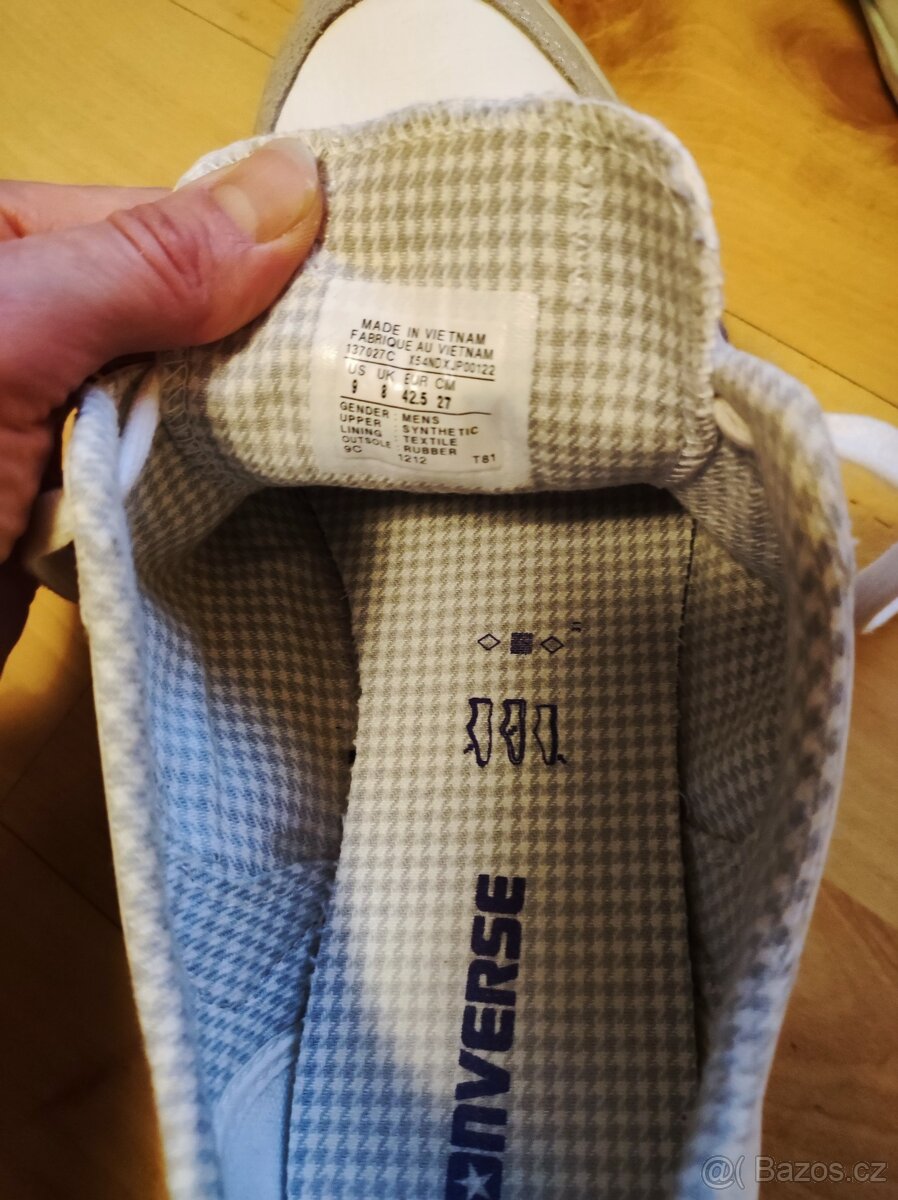 MADE IN VIETNAM
FABRIQUE AU VIETNAM
137027C X54NDXJP00122
US UK EUR CM
9 8 42.5 27
GENDER : MENS
UPPER : SYNTHETIC
LINING : TEXTILE
OUTSOLE : RUBBER
9C 1212 T81
CONVERSE
@( Bazos.cz